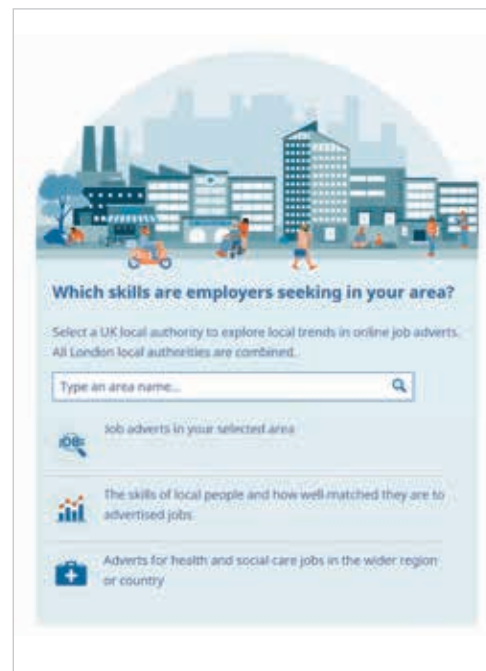 Which skills are employers seeking in your area?
Select a UK local authority to explore local trends in online job adverts.
All London local authorities are combined.
Type an area name...
JOBS
Job adverts in your selected area
The skills of local people and how well matched they are to
advertised jobs
Adverts for health and social care jobs in the wider region
or country